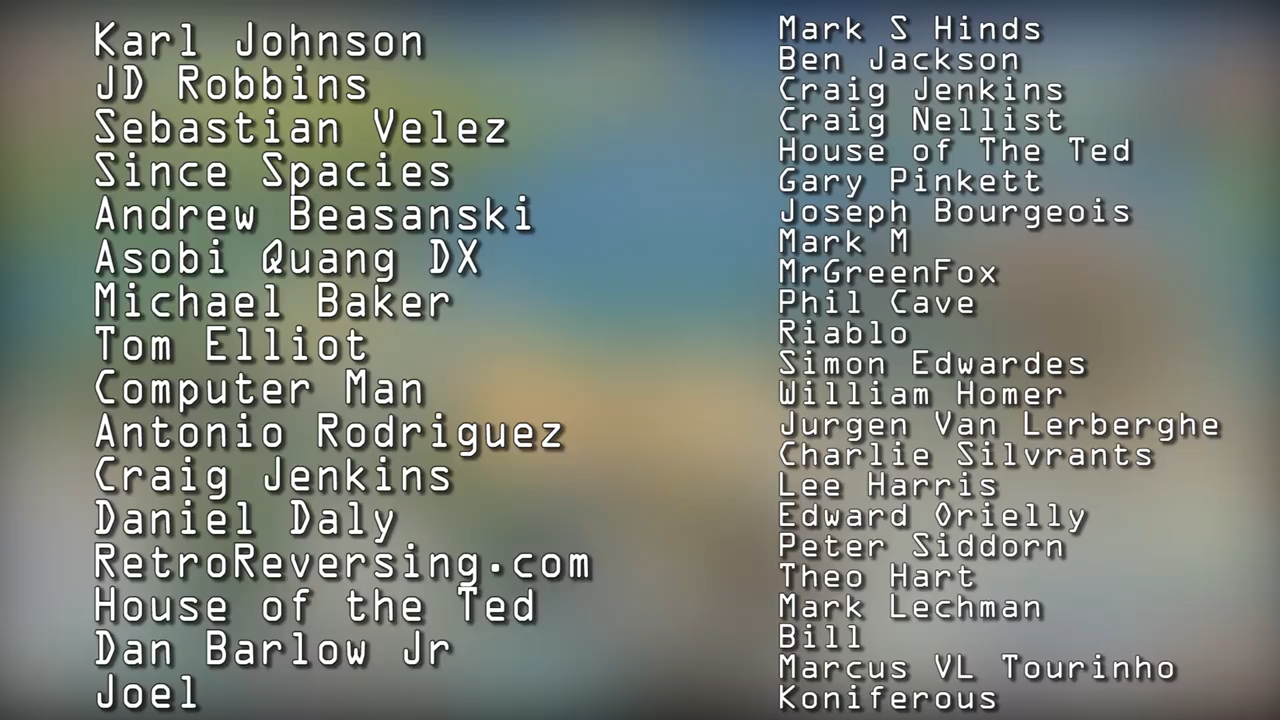 Karl Johnson
JD Robbins
Sebastian Velez
Since Spacies
Andrew Beasanski
Asobi Quang DX
Michael Baker
Tom Elliot
Computer Man
Antonio Rodriguez
Craig Jenkins
Daniel Daly
RetroReversing.com
House of the Ted
Dan Barlow Jr
Joel
Mark S Hinds
Ben Jackson
Craig Jenkins
Craig Nellist
House of The Ted
Gary Pinkett
Joseph Bourgeois
Mark M
MrGreenFox
Phil Cave
Riablo
Simon Edwardes
William Homer
Jurgen Van Lerberghe
Charlie Silvrants
Lee Harris
Edward Orielly
Peter Siddorn
Theo Hart
Mark Lechman
Bill
Marcus VL Tourinho
Koniferous